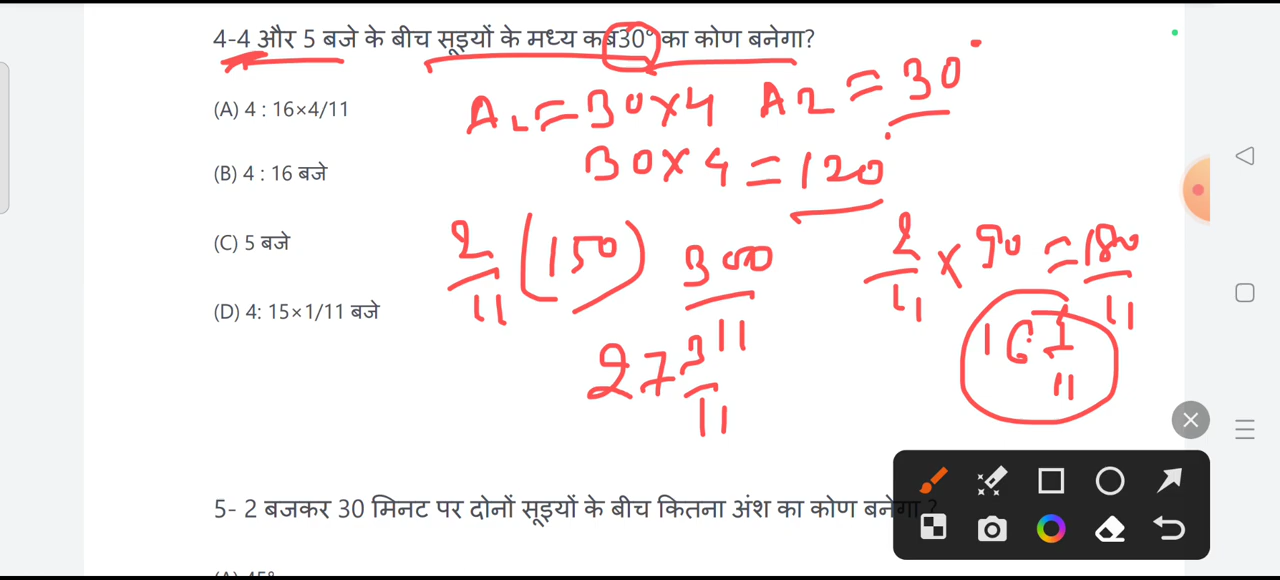 4-4 और 5 बजे के बीच सूइयों के मध्य कब30° का कोण बनेगा?
(A) 4 : 16×4/11
A1 = 30×4 A2 = 30°
30×4 = 120°
(B) 4 : 16 बजे
(C) 5 बजे
2/11 (150) 300/11
2/11 × 90 = 180/11
(D) 4: 15×1/11 बजे
27 3/11
5- 2 बजकर 30 मिनट पर दोनों सूइयों के बीच कितना अंश का कोण बनेगा ?
(A) 45°